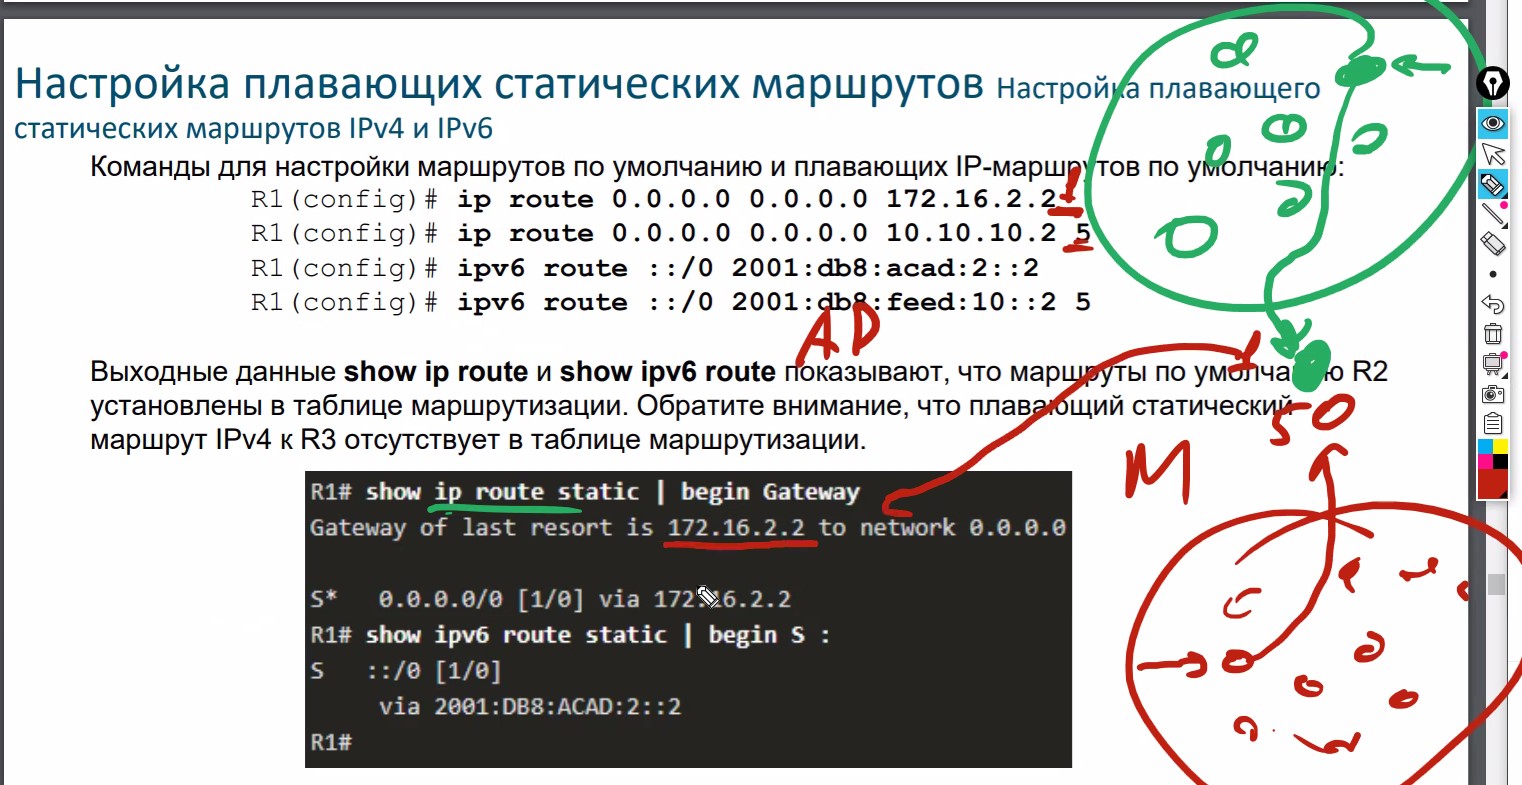 Настройка плавающих статических маршрутов Настройка плавающего
статических маршрутов IPv4 и IPv6
Команды для настройки маршрутов по умолчанию и плавающих IP-маршрутов по умолчанию:
R1(config)# ip route 0.0.0.0 0.0.0.0 172.16.2.2 1
R1(config)# ip route 0.0.0.0 0.0.0.0 10.10.10.2 5
R1(config)# ipv6 route ::/0 2001:db8:acad:2::2
R1(config)# ipv6 route ::/0 2001:db8:feed:10::2 5
AD
1
Выходные данные show ip route и show ipv6 route показывают, что маршруты по умолчанию R2
установлены в таблице маршрутизации. Обратите внимание, что плавающий статический
маршрут IPv4 к R3 отсутствует в таблице маршрутизации.
50
M
R1# show ip route static | begin Gateway
Gateway of last resort is 172.16.2.2 to network 0.0.0.0
S* 0.0.0.0/0 [1/0] via 172.16.2.2
R1# show ipv6 route static | begin S :
S ::/0 [1/0]
via 2001:DB8:ACAD:2::2
R1#